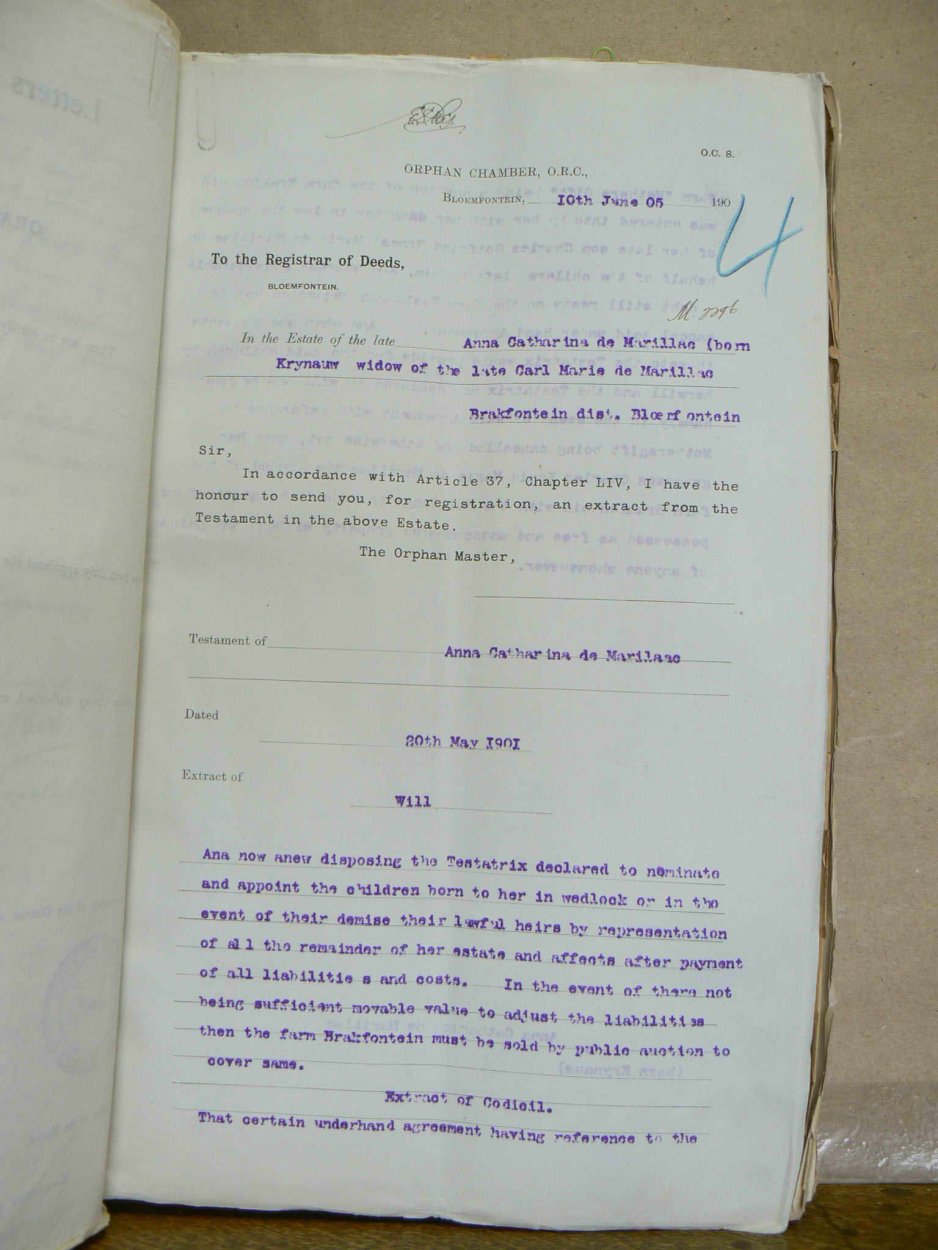 O.C. 8.
ORPHAN CHAMBER, O.R.C.,
BLOEMFONTEIN, 10th June 05 190
4
To the Registrar of Deeds,
BLOEMFONTEIN.
M. 2296
In the Estate of the late Anna Catharina de Marillac (born
Krynauw widow of the late Carl Marie de Marillac
Brakfontein dist. Bloemfontein
Sir,
In accordance with Article 37, Chapter LIV, I have the
honour to send you, for registration, an extract from the
Testament in the above Estate.
The Orphan Master,
Testament of Anna Catharina de Marilaac
Dated
20th May I90I
Extract of
Will
Ana now anew disposing the Testatrix declared to nominate
and appoint the children born to her in wedlock or in the
event of their demise their lawful heirs by representation
of all the remainder of her estate and affects after payment
of all liabilitie s and costs. In the event of there not
being sufficient movable value to adjust the liabilities
then the farm Brakfontein must be sold by public auction to
cover same.
Extract of Codicil.
That certain underhand agreement having reference to the